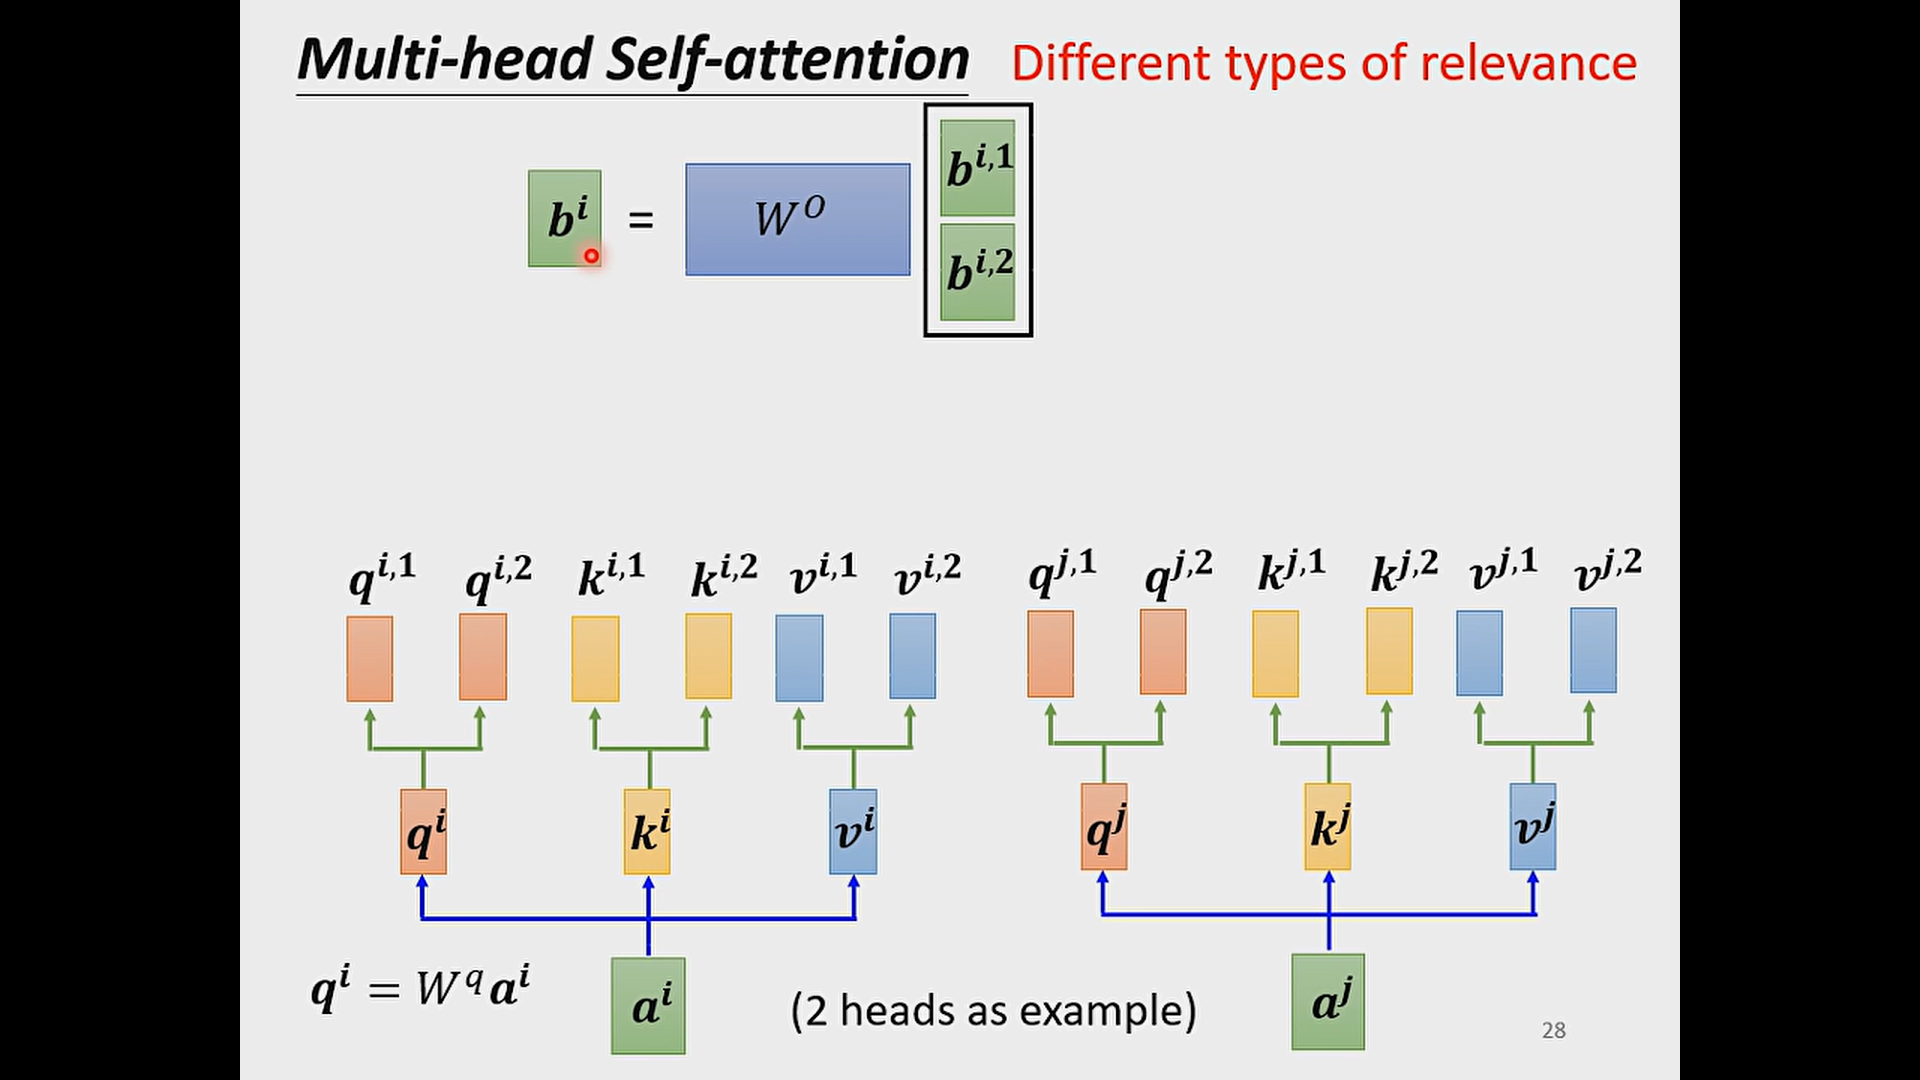 Multi-head Self-attention Different types of relevance
b^{i,1}
b^i = W^O
b^{i,2}
q^{i,1} q^{i,2} k^{i,1} k^{i,2} v^{i,1} v^{i,2} q^{j,1} q^{j,2} k^{j,1} k^{j,2} v^{j,1} v^{j,2}
q^i k^i v^i q^j k^j v^j
q^i = W^q a^i a^i (2 heads as example) a^j
28